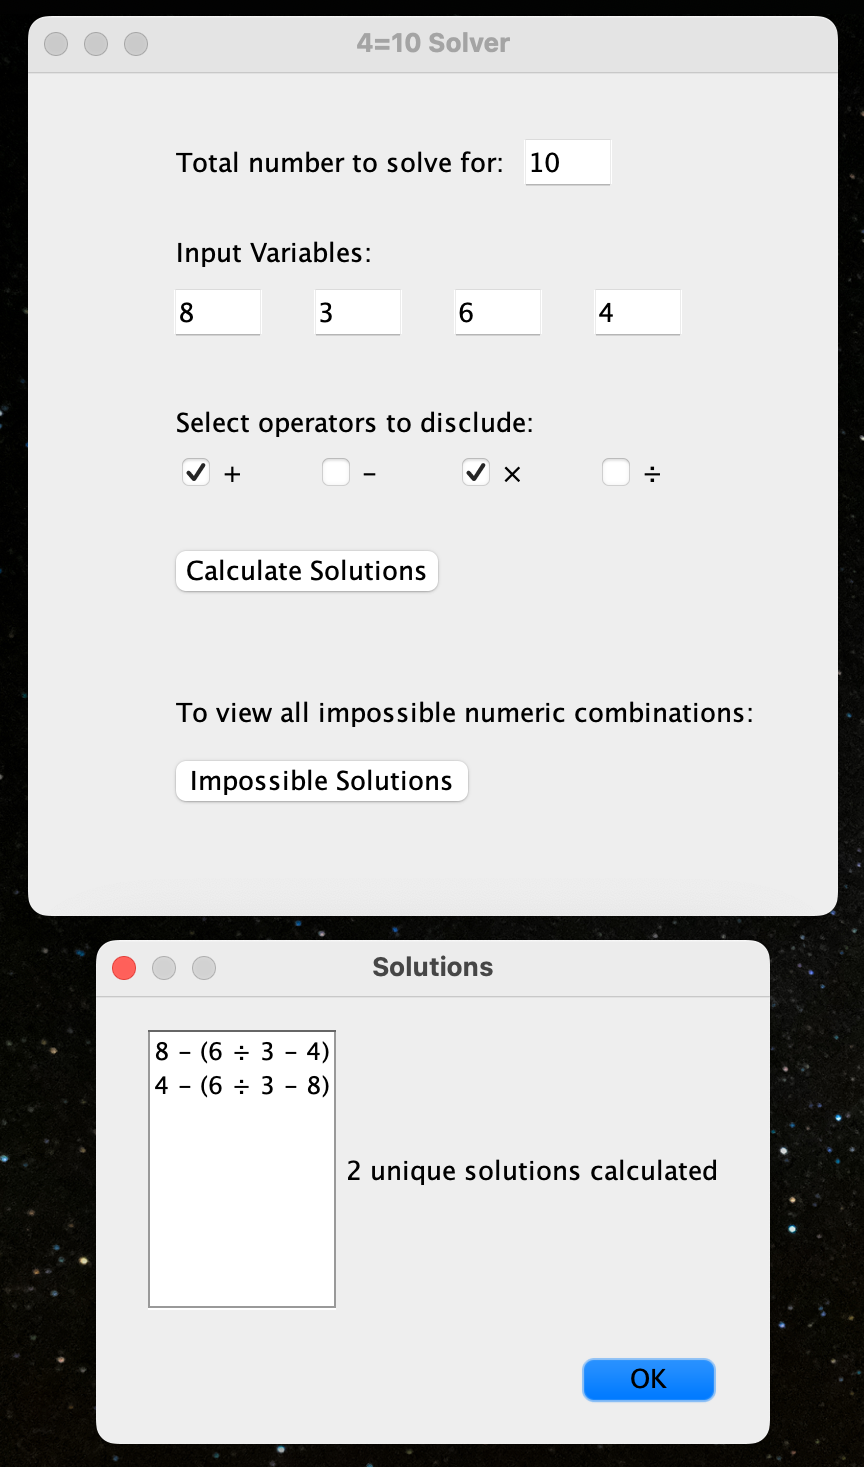 4=10 Solver
Total number to solve for: 10
Input Variables:
8 3 6 4
Select operators to disclude:
+ – × ÷
Calculate Solutions
To view all impossible numeric combinations:
Impossible Solutions
Solutions
8 – (6 ÷ 3 – 4)
4 – (6 ÷ 3 – 8)
2 unique solutions calculated
OK